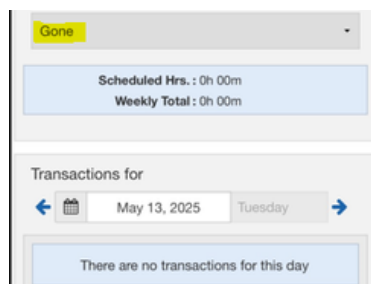 Gone
Scheduled Hrs. : 0h 00m
Weekly Total : 0h 00m
Transactions for
May 13, 2025 Tuesday
There are no transactions for this day